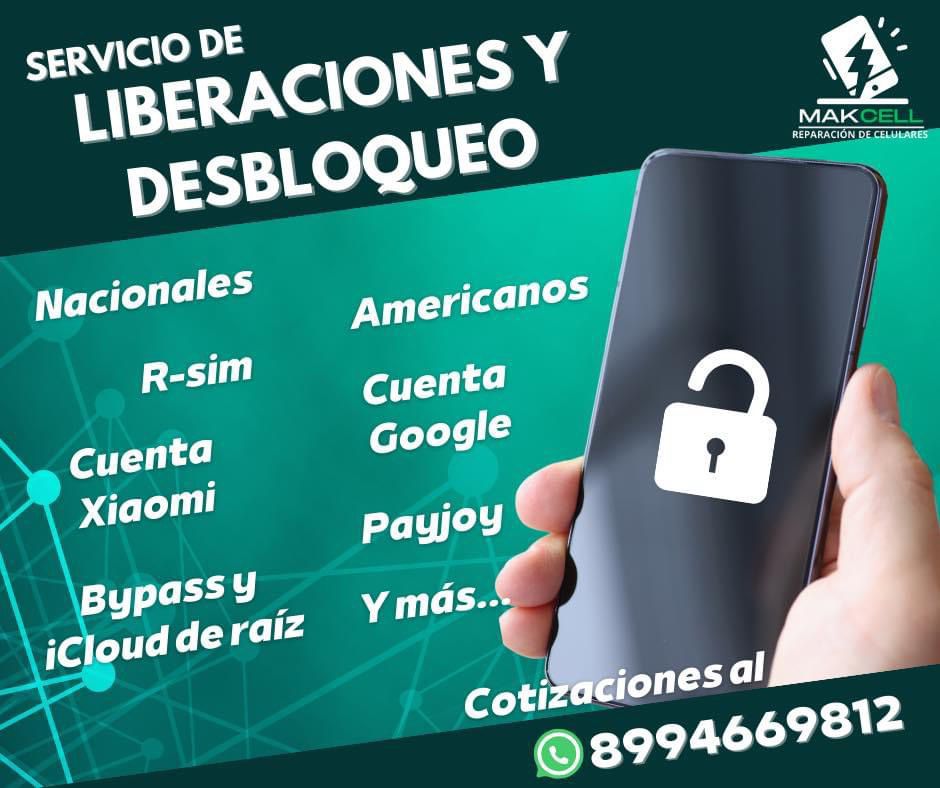 SERVICIO DE
LIBERACIONES Y
DESBLOQUEO
MAKCELL
REPARACIÓN DE CELULARES
Nacionales
Americanos
R-sim
Cuenta
Google
Cuenta
Xiaomi
Payjoy
Bypass y
iCloud de raíz
Y más...
Cotizaciones al
8994669812